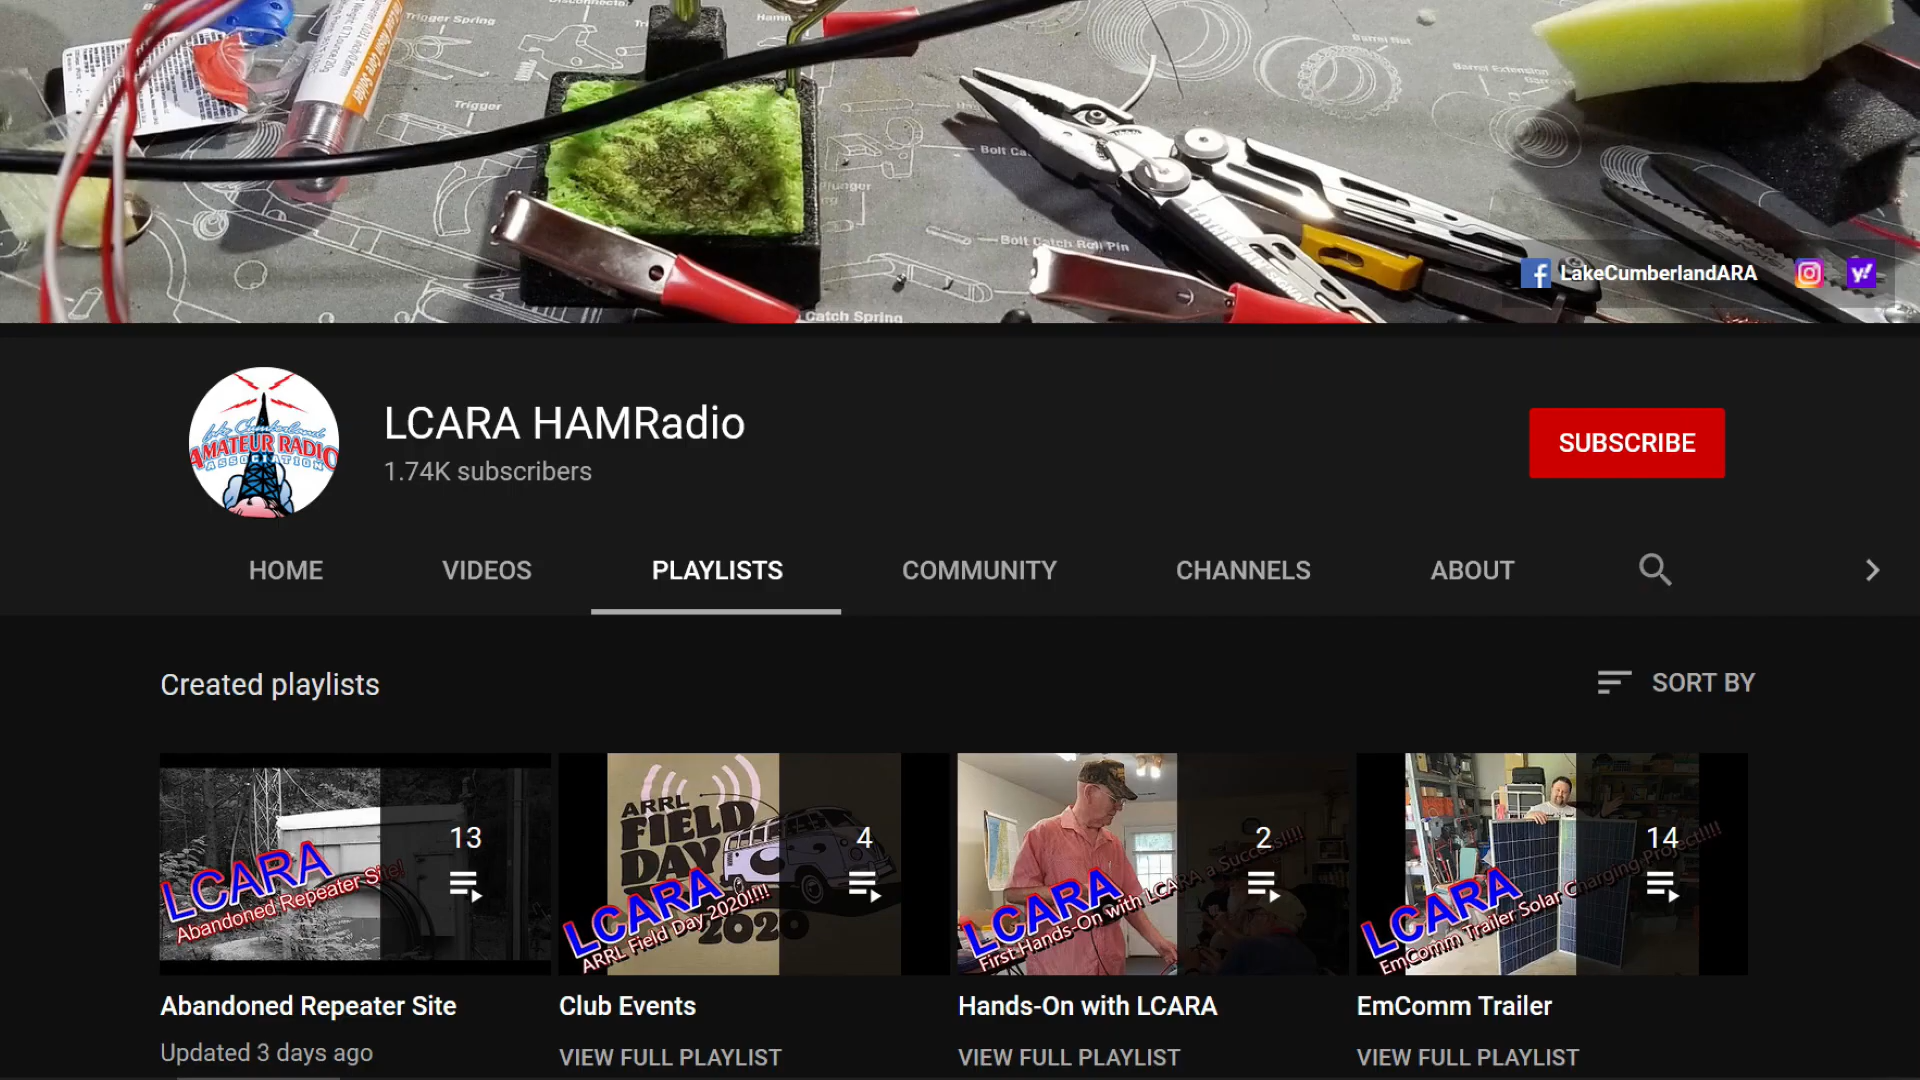 Trigger Spring
Trigger
Barrel Nut
Barrel Extension
Bolt Catch Roll Pin
Catch Spring
LakeCumberlandARA
Lake Cumberland
AMATEUR RADIO
ASSOCIATION
LCARA HAMRadio
1.74K subscribers
SUBSCRIBE
HOME
VIDEOS
PLAYLISTS
COMMUNITY
CHANNELS
ABOUT
Created playlists
SORT BY
13
LCARA
Abandoned Repeater Site!
4
ARRL
FIELD
DAY
2020
LCARA
ARRL Field Day 2020!!!!
2
LCARA
First Hands-On with LCARA a Success!!!!
14
LCARA
EmComm Trailer Solar Charging Project!!!!
Abandoned Repeater Site
Club Events
Hands-On with LCARA
EmComm Trailer
Updated 3 days ago
VIEW FULL PLAYLIST
VIEW FULL PLAYLIST
VIEW FULL PLAYLIST